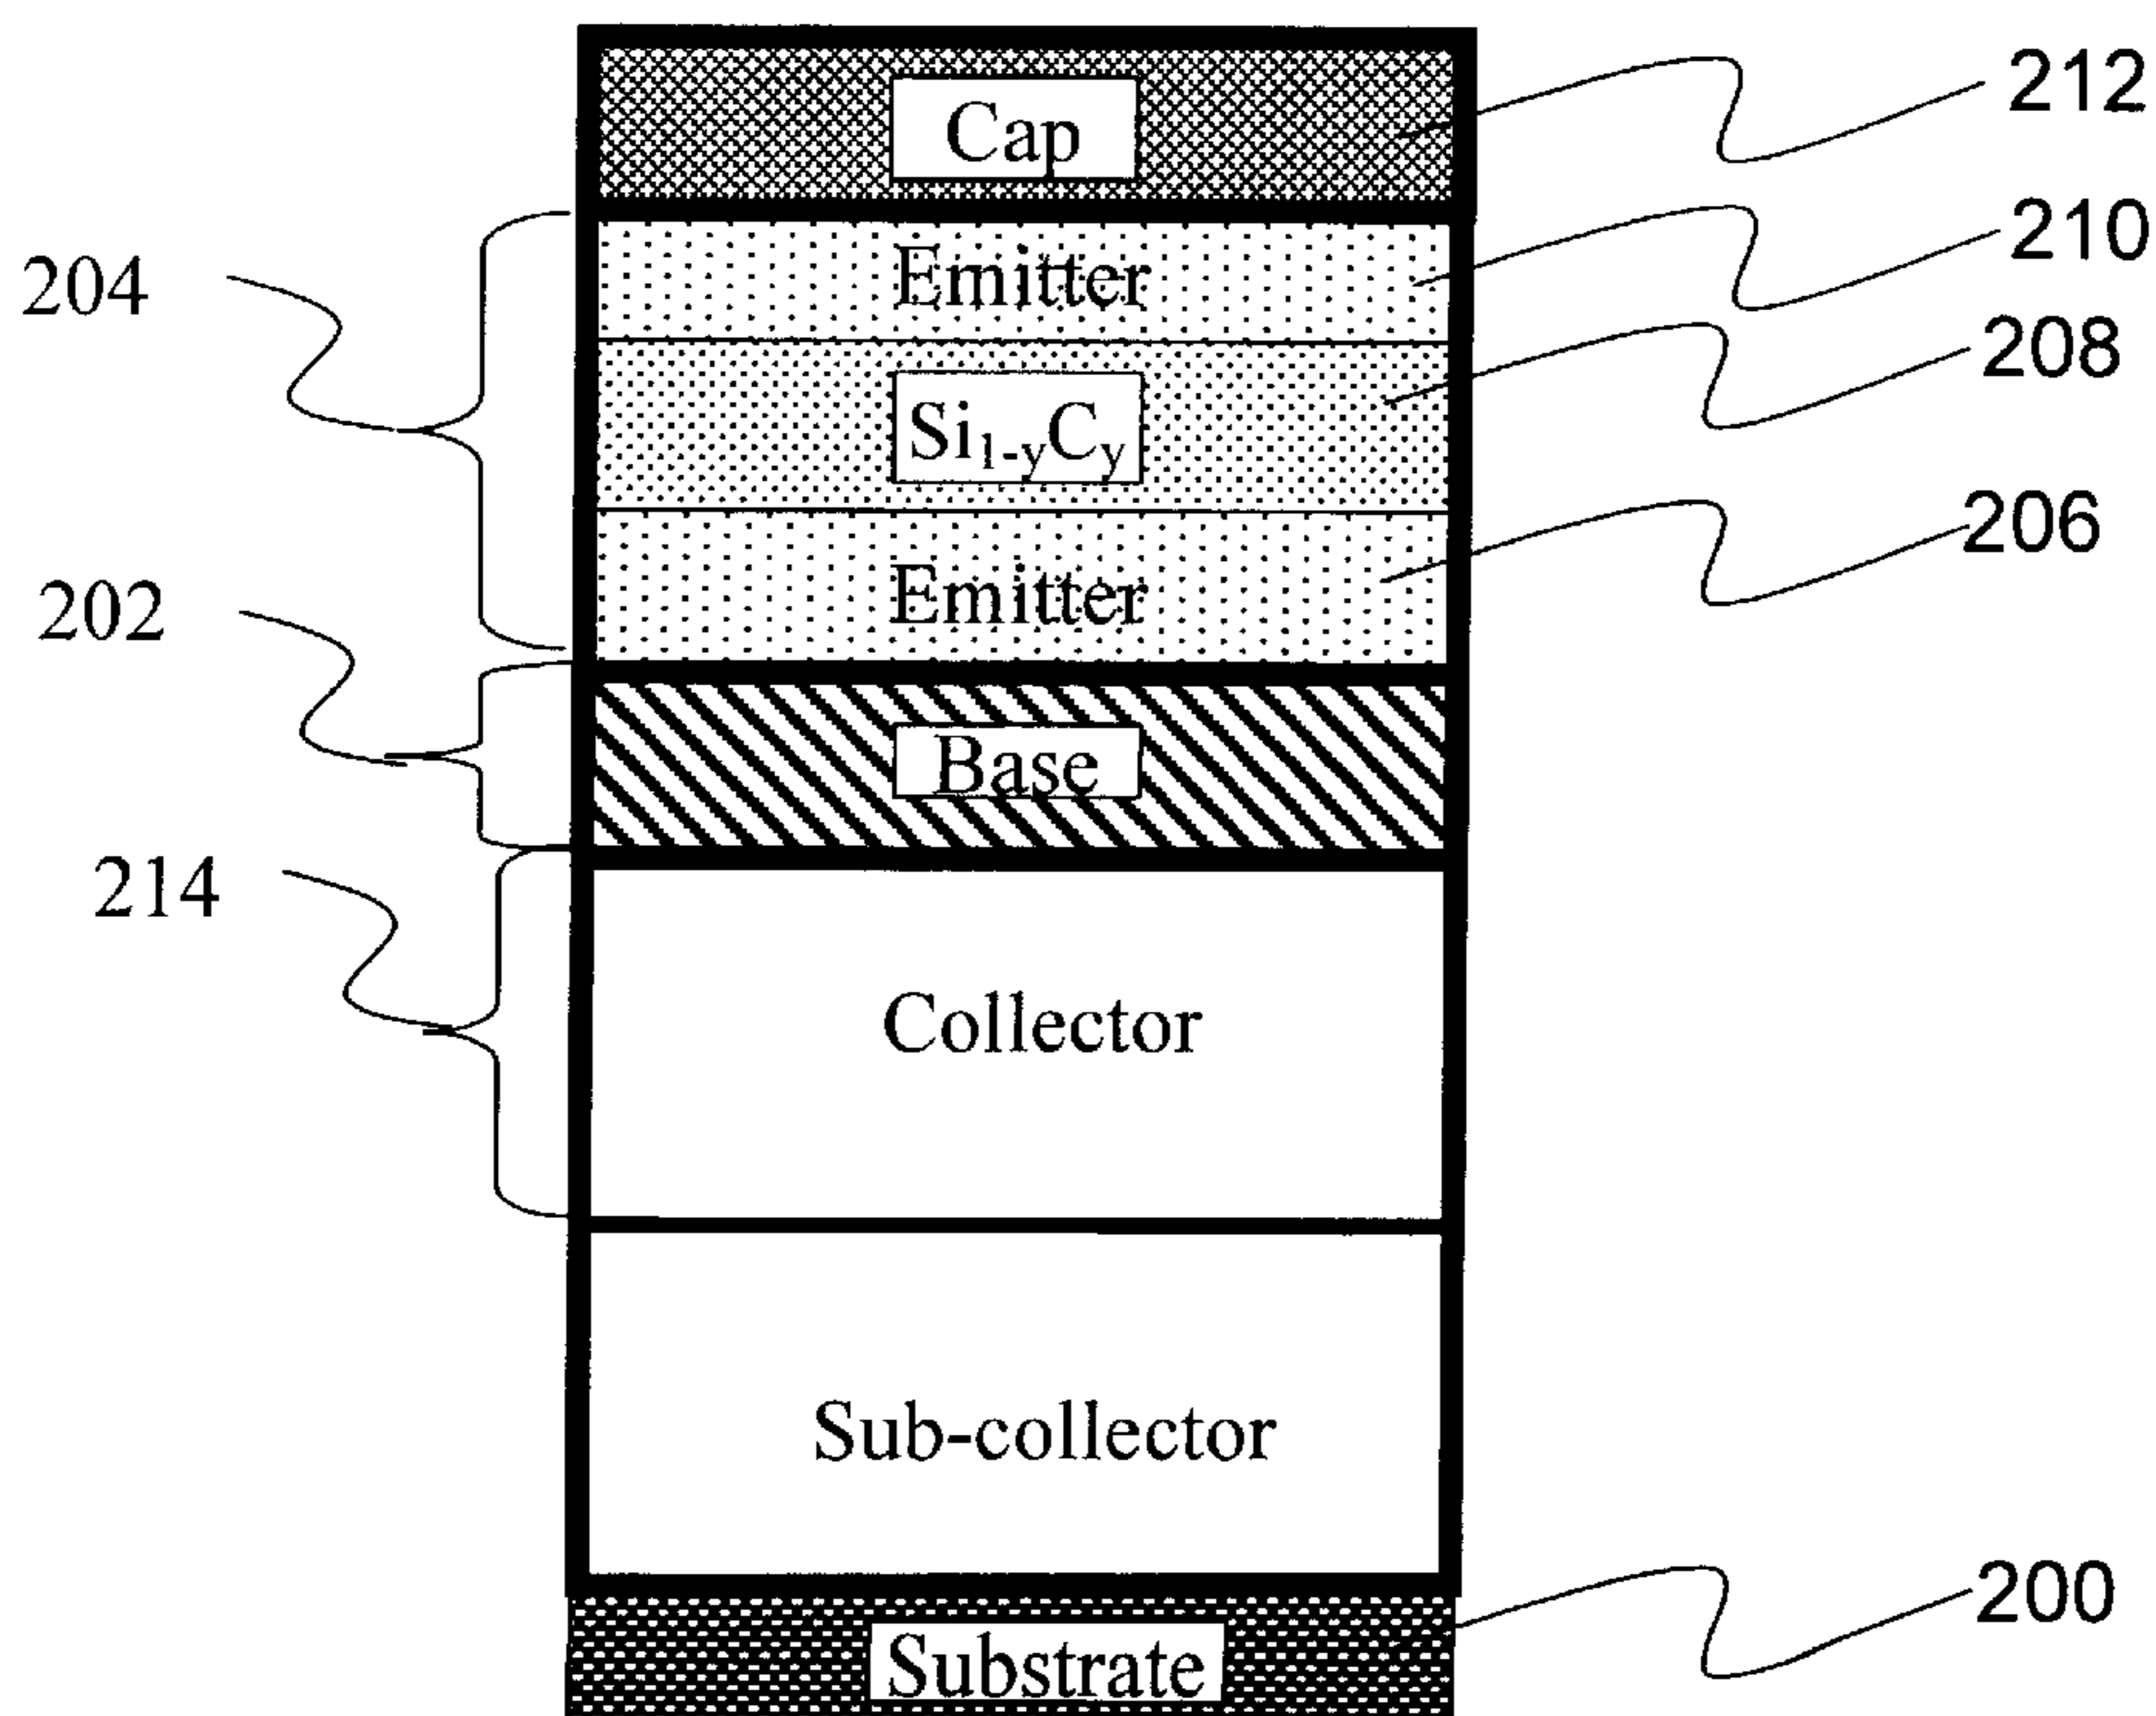 Cap
212
Emitter
210
204
Si₁₋yCy
208
Emitter
206
202
Base
214
Collector
Sub-collector
Substrate
200